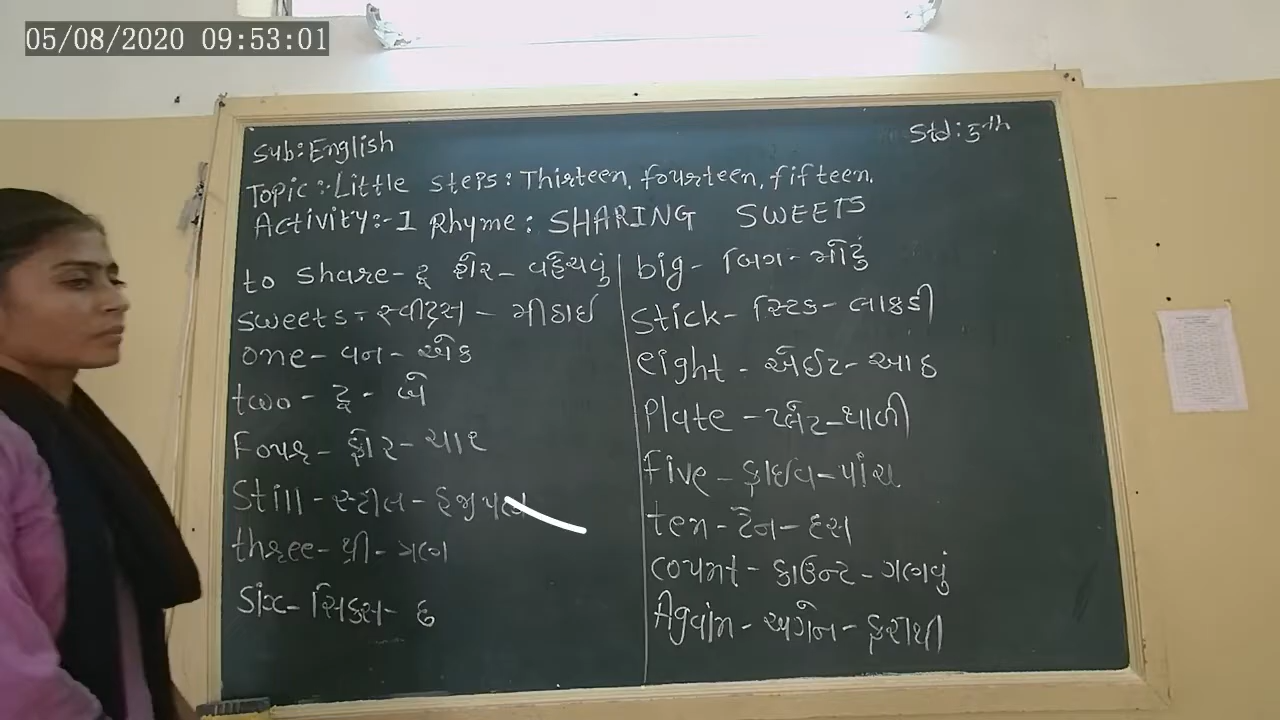 05/08/2020 09:53:01
Sub:English
Std:5th
Topic:-Little steps: Thirteen, fourteen, fifteen.
Activity:-1 Rhyme: SHARING SWEETS
to share-ટૂ શૅર-વહેંચવું
sweets-સ્વીટ્સ-મીઠાઈ
one-વન-એક
two-ટૂ-બે
Four-ફોર-ચાર
Still-સ્ટીલ-હજી
three-થ્રી-ત્રણ
Six-સિક્સ-છ
big-બિગ-મોટું
Stick-સ્ટિક-લાકડી
eight-એઈટ-આઠ
Plate-પ્લેટ-થાળી
five-ફાઈવ-પાંચ
ten-ટેન-દસ
count-કાઉન્ટ-ગણવું
Again-અગેન-ફરીથી